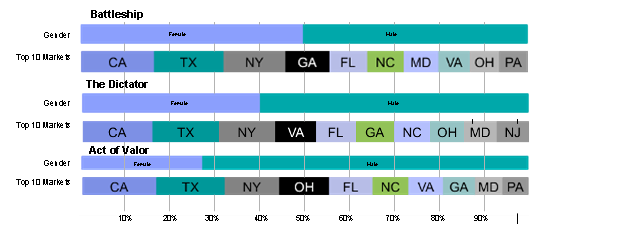 Battleship
Gender Female Male
Top 10 Markets CA TX NY GA FL NC MD VA OH PA
The Dictator
Gender Female Male
Top 10 Markets CA TX NY VA FL GA NC OH MD NJ
Act of Valor
Gender Female Male
Top 10 Markets CA TX NY OH FL NC VA GA MD PA
10% 20% 30% 40% 50% 60% 70% 80% 90%